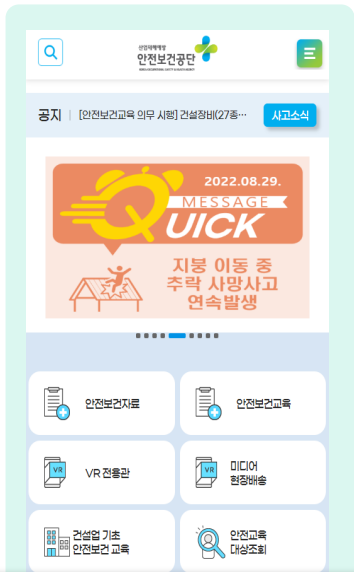 산업재해예방
안전보건공단
공지 | [안전보건교육 의무 시행] 건설장비(27종··· 사고소식
2022.08.29.
MESSAGE
QUICK
지붕 이동 중
추락 사망사고
연속발생
안전보건자료
안전보건교육
VR
VR 전용관
VR
미디어
현장배송
건설업 기초
안전보건 교육
안전교육
대상조회